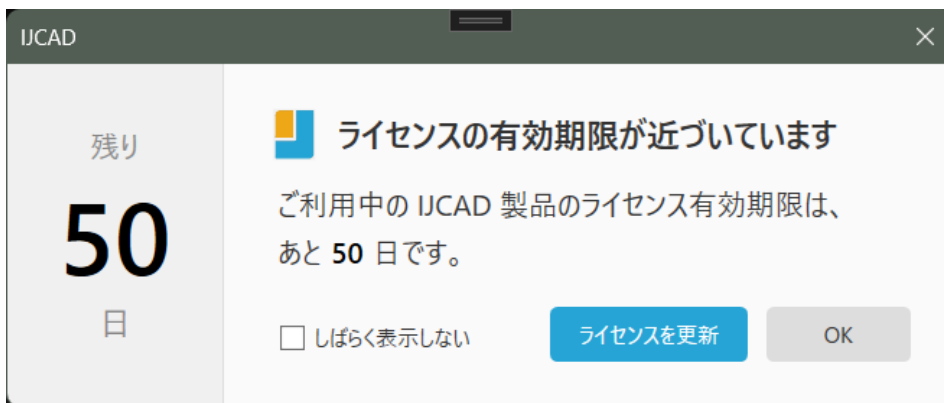 IJCAD
残り
50
日
ライセンスの有効期限が近づいています
ご利用中の IJCAD 製品のライセンス有効期限は、
あと 50 日です。
しばらく表示しない
ライセンスを更新
OK